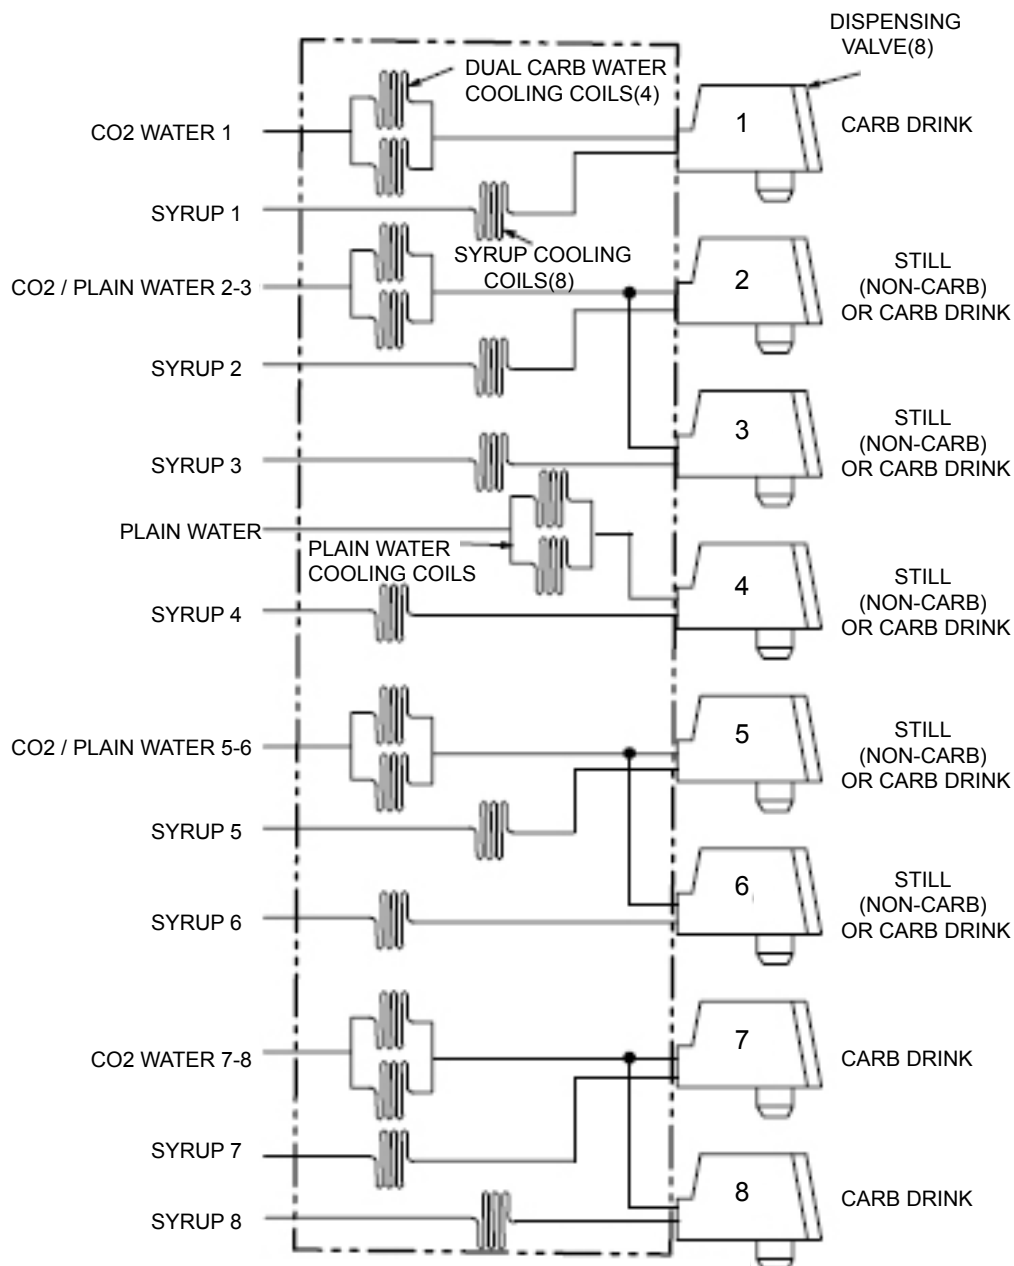 DISPENSING
VALVE(8)
DUAL CARB WATER
COOLING COILS(4)
CO2 WATER 1
1
CARB DRINK
SYRUP 1
SYRUP COOLING
COILS(8)
CO2 / PLAIN WATER 2-3
2
STILL
(NON-CARB)
OR CARB DRINK
SYRUP 2
3
STILL
(NON-CARB)
OR CARB DRINK
SYRUP 3
PLAIN WATER
PLAIN WATER
COOLING COILS
4
STILL
(NON-CARB)
OR CARB DRINK
SYRUP 4
CO2 / PLAIN WATER 5-6
5
STILL
(NON-CARB)
OR CARB DRINK
SYRUP 5
6
STILL
(NON-CARB)
OR CARB DRINK
SYRUP 6
CO2 WATER 7-8
7
CARB DRINK
SYRUP 7
8
CARB DRINK
SYRUP 8